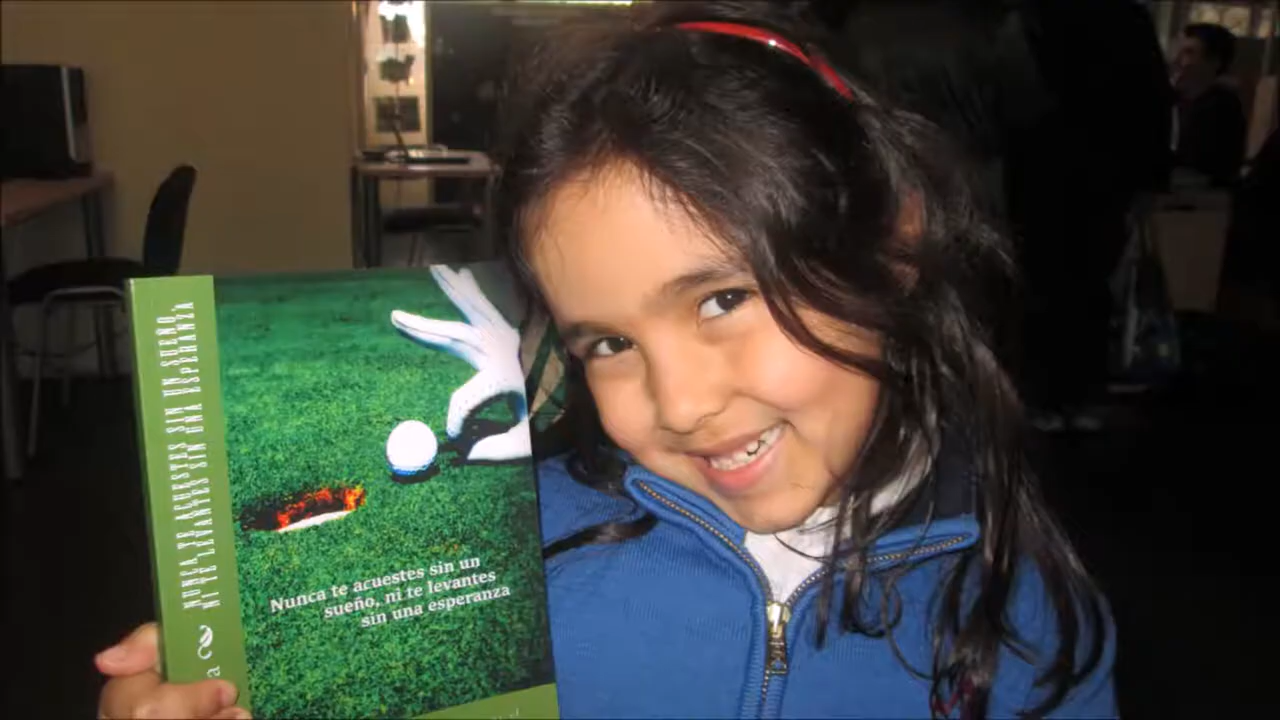 NUNCA TE ACUESTES SIN UN SUEÑO,
NI TE LEVANTES SIN UNA ESPERANZA
Nunca te acuestes sin un
sueño, ni te levantes
sin una esperanza